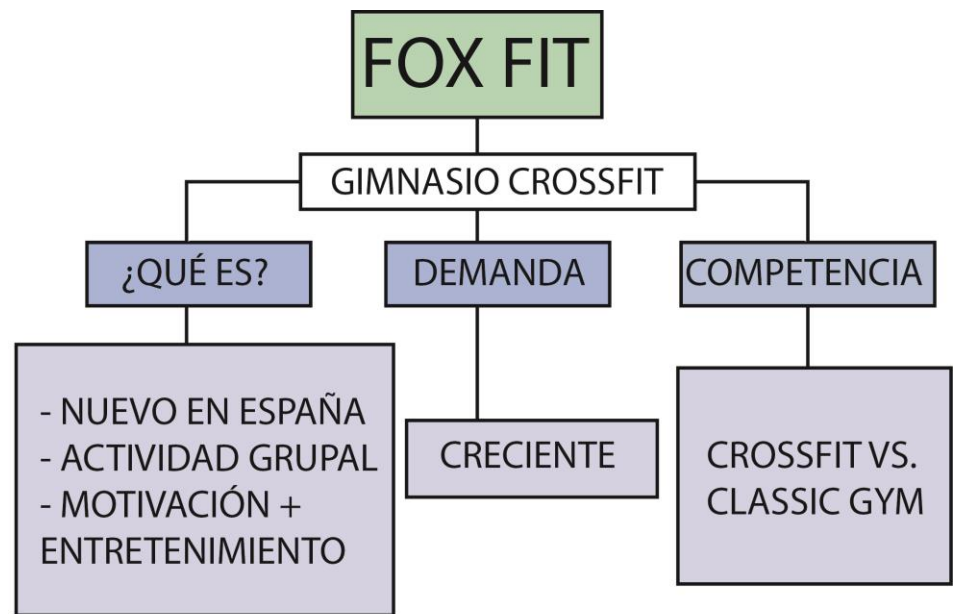 FOX FIT
GIMNASIO CROSSFIT
¿QUÉ ES?
DEMANDA
COMPETENCIA
- NUEVO EN ESPAÑA
- ACTIVIDAD GRUPAL
- MOTIVACIÓN +
ENTRETENIMIENTO
CRECIENTE
CROSSFIT VS.
CLASSIC GYM